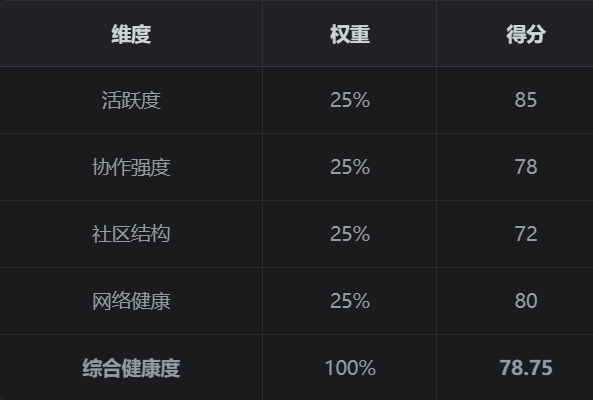 维度 权重 得分
活跃度 25% 85
协作强度 25% 78
社区结构 25% 72
网络健康 25% 80
综合健康度 100% 78.75